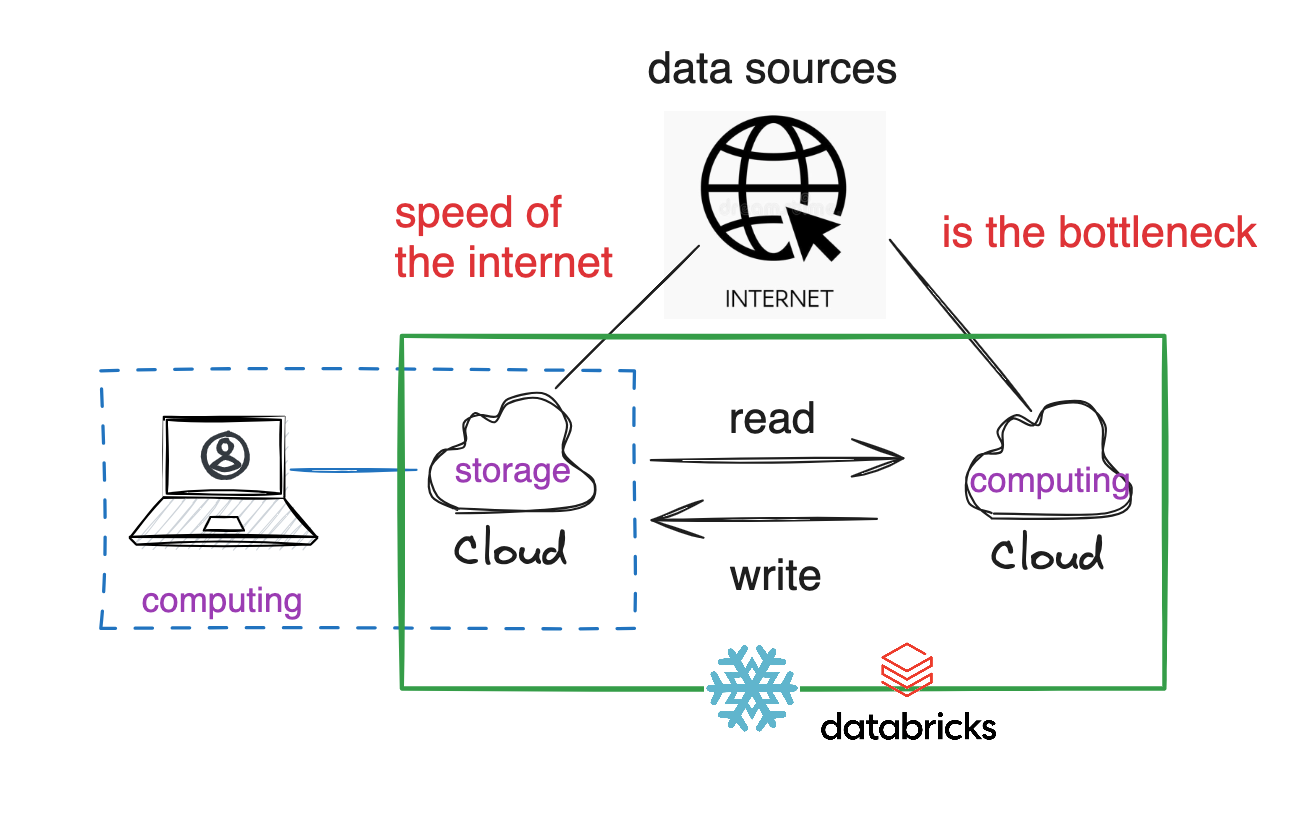 data sources
speed of
the internet
is the bottleneck
INTERNET
read
storage
computing
Cloud
Cloud
write
computing
databricks